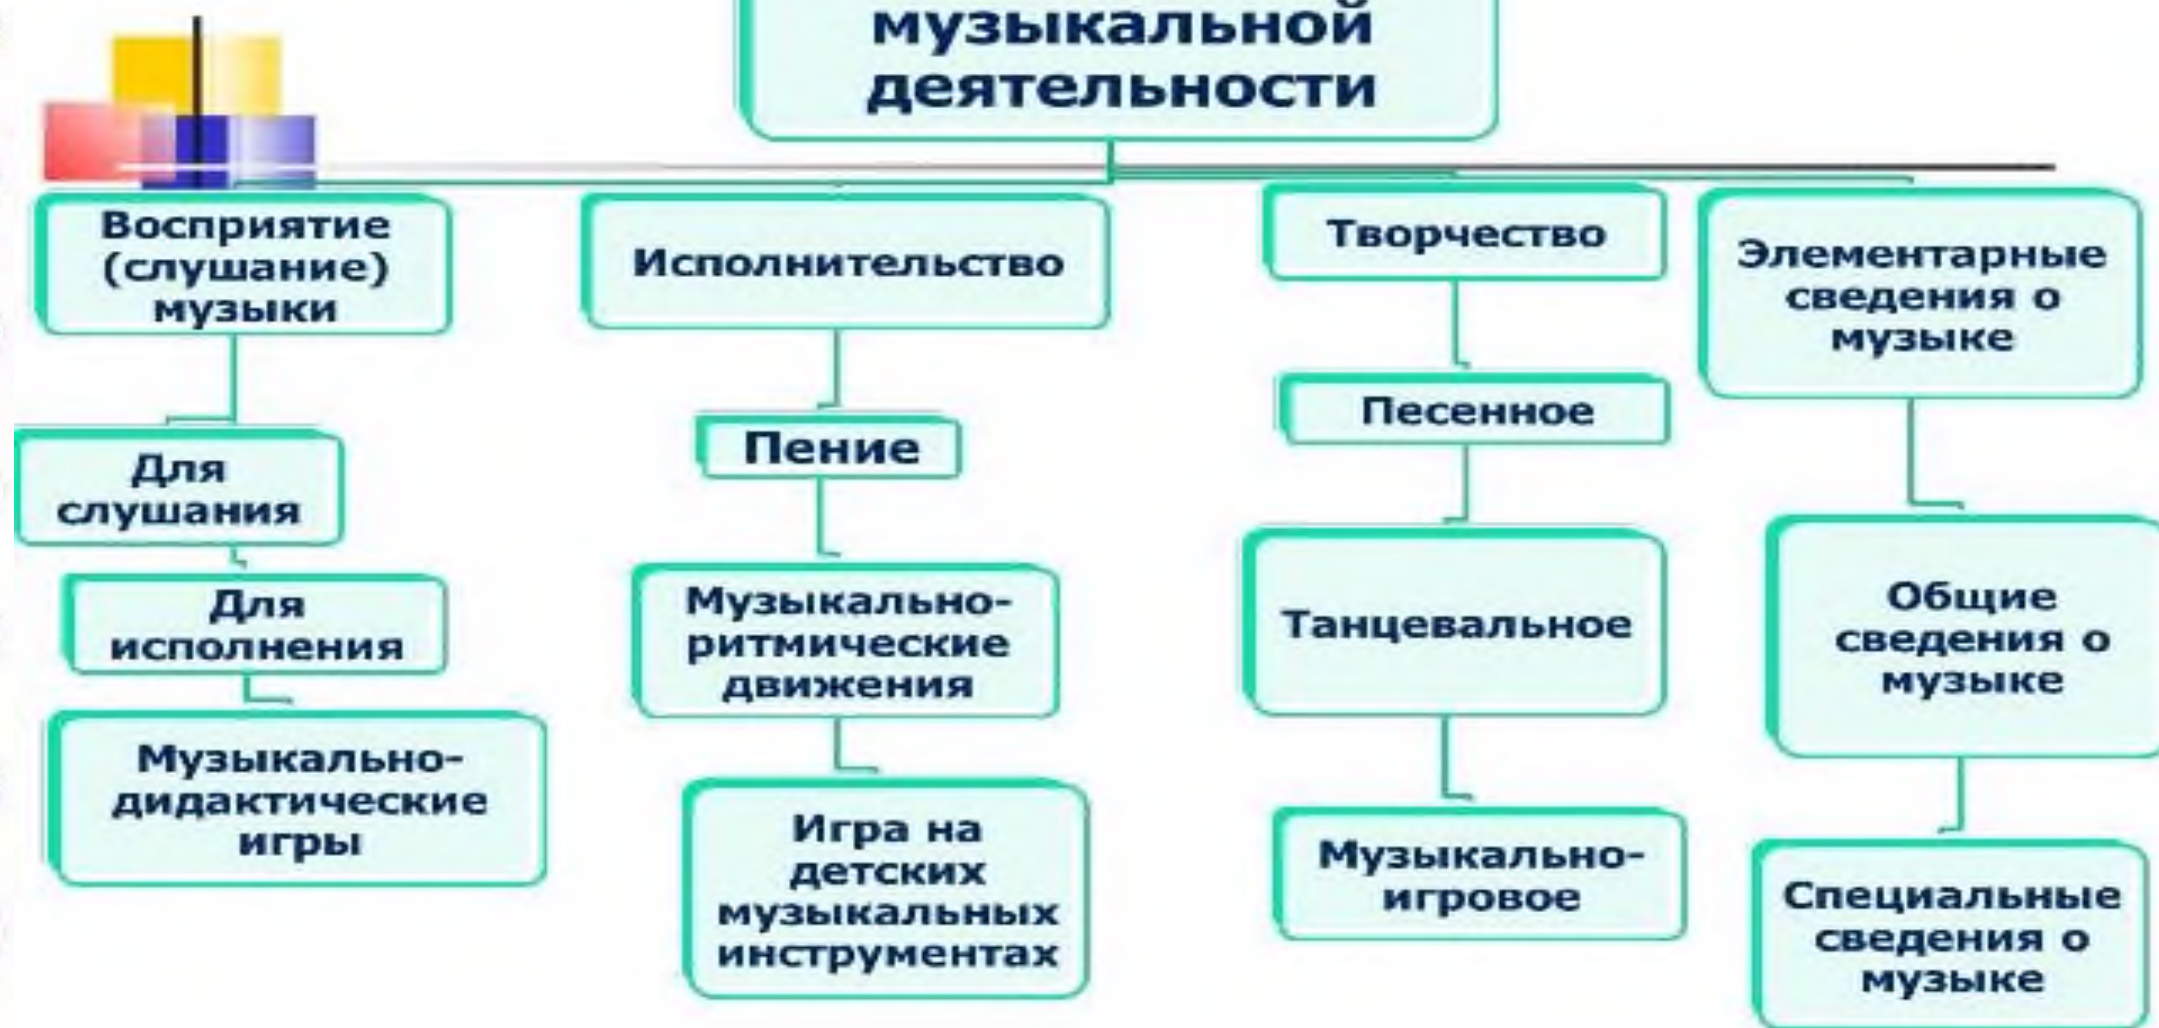 музыкальной
деятельности
Восприятие
(слушание)
музыки
Для
слушания
Для
исполнения
Музыкально-
дидактические
игры
Исполнительство
Пение
Музыкально-
ритмические
движения
Игра на
детских
музыкальных
инструментах
Творчество
Песенное
Танцевальное
Музыкально-
игровое
Элементарные
сведения о
музыке
Общие
сведения о
музыке
Специальные
сведения о
музыке